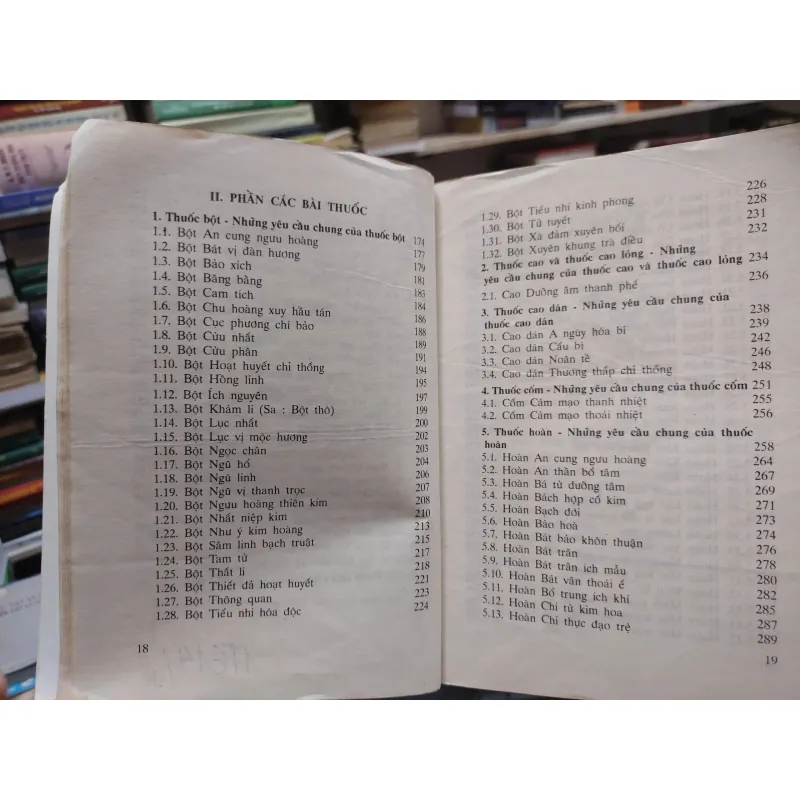 II. PHẦN CÁC BÀI THUỐC
1. Thuốc bột - Những yêu cầu chung của thuốc bột 174
1.1. Bột An cung ngưu hoàng 177
1.2. Bột Bát vị đàn hương 179
1.3. Bột Bảo xích 181
1.4. Bột Băng bằng 183
1.5. Bột Cam tích 184
1.6. Bột Chu hoàng xuy hầu tán 186
1.7. Bột Cục phương chí bảo 188
1.8. Bột Cửu nhất 189
1.9. Bột Cửu phân 191
1.10. Bột Hoạt huyết chỉ thống 194
1.11. Bột Hồng linh 195
1.12. Bột Ích nguyên 197
1.13. Bột Khảm li (Sa : Bột thô) 199
1.14. Bột Lục nhất 200
1.15. Bột Lục vị mộc hương 202
1.16. Bột Ngọc chân 203
1.17. Bột Ngũ hổ 204
1.18. Bột Ngũ linh 206
1.19. Bột Ngũ vị thanh trọc 207
1.20. Bột Ngưu hoàng thiên kim 208
1.21. Bột Nhất niệp kim 210
1.22. Bột Như ý kim hoàng 213
1.23. Bột Sâm linh bạch truật 215
1.24. Bột Tam tử 217
1.25. Bột Thất li 218
1.26. Bột Thiết đả hoạt huyết 221
1.27. Bột Thông quan 223
1.28. Bột Tiểu nhi hóa độc 224
18
1.29. Bột Tiểu nhi kinh phong 226
1.30. Bột Tử tuyết 228
1.31. Bột Xà đảm xuyên bối 231
1.32. Bột Xuyên khung trà điều 232
2. Thuốc cao và thuốc cao lỏng - Những
yêu cầu chung của thuốc cao và thuốc cao lỏng 234
2.1. Cao Dưỡng âm thanh phế 236
3. Thuốc cao dán - Những yêu cầu chung của
thuốc cao dán 238
3.1. Cao dán A ngùy hóa bĩ 239
3.2. Cao dán Cẩu bì 242
3.3. Cao dán Noãn tề 246
3.4. Cao dán Thương thấp chỉ thống 248
4. Thuốc cốm - Những yêu cầu chung của thuốc cốm 251
4.1. Cốm Cảm mạo thanh nhiệt 255
4.2. Cốm Cảm mạo thoái nhiệt 256
5. Thuốc hoàn - Những yêu cầu chung của thuốc
hoàn 258
5.1. Hoàn An cung ngưu hoàng 264
5.2. Hoàn An thần bổ tâm 267
5.3. Hoàn Bá tử dưỡng tâm 269
5.4. Hoàn Bách hợp cố kim 271
5.5. Hoàn Bạch đới 273
5.6. Hoàn Bảo hoà 274
5.7. Hoàn Bát bảo khôn thuận 276
5.8. Hoàn Bát trân 278
5.9. Hoàn Bát trân ích mẫu 280
5.10. Hoàn Bát vân thoái ế 282
5.11. Hoàn Bổ trung ích khí 285
5.12. Hoàn Chi tử kim hoa 287
5.13. Hoàn Chỉ thực đạo trệ 289
19